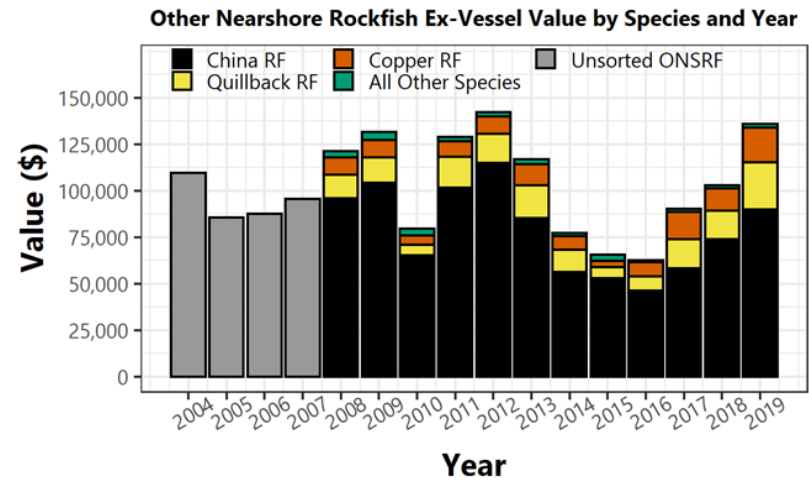 Other Nearshore Rockfish Ex-Vessel Value by Species and Year
China RF Copper RF Unsorted ONSRF
Quillback RF All Other Species
150,000
125,000
100,000
75,000
50,000
25,000
0
Value ($)
2004 2005 2006 2007 2008 2009 2010 2011 2012 2013 2014 2015 2016 2017 2018 2019
Year